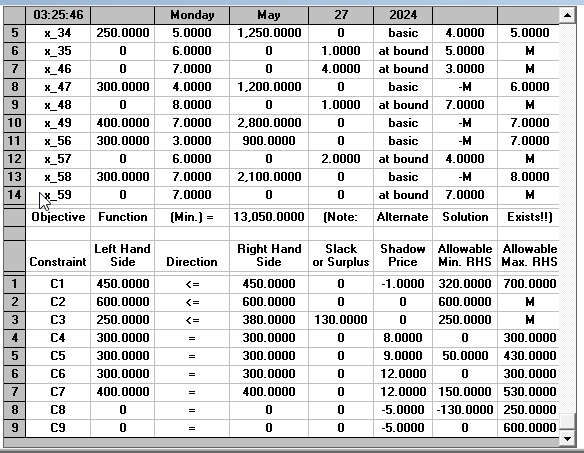 03:25:46 Monday May 27 2024
5 x_34 250.0000 5.0000 1,250.0000 0 basic 4.0000 5.0000
6 x_35 0 6.0000 0 1.0000 at bound 5.0000 M
7 x_46 0 7.0000 0 4.0000 at bound 3.0000 M
8 x_47 300.0000 4.0000 1,200.0000 0 basic -M 6.0000
9 x_48 0 8.0000 0 1.0000 at bound 7.0000 M
10 x_49 400.0000 7.0000 2,800.0000 0 basic -M 7.0000
11 x_56 300.0000 3.0000 900.0000 0 basic -M 7.0000
12 x_57 0 6.0000 0 2.0000 at bound 4.0000 M
13 x_58 300.0000 7.0000 2,100.0000 0 basic -M 8.0000
14 x_59 0 7.0000 0 0 at bound 7.0000 M
Objective Function (Min.) = 13,050.0000 (Note: Alternate Solution Exists!!)
Left Hand Right Hand Slack Shadow Allowable Allowable
Constraint Side Direction Side or Surplus Price Min. RHS Max. RHS
1 C1 450.0000 <= 450.0000 0 -1.0000 320.0000 700.0000
2 C2 600.0000 <= 600.0000 0 0 600.0000 M
3 C3 250.0000 <= 380.0000 130.0000 0 250.0000 M
4 C4 300.0000 = 300.0000 0 8.0000 0 300.0000
5 C5 300.0000 = 300.0000 0 9.0000 50.0000 430.0000
6 C6 300.0000 = 300.0000 0 12.0000 0 300.0000
7 C7 400.0000 = 400.0000 0 12.0000 150.0000 530.0000
8 C8 0 = 0 0 -5.0000 -130.0000 250.0000
9 C9 0 = 0 0 -5.0000 0 600.0000